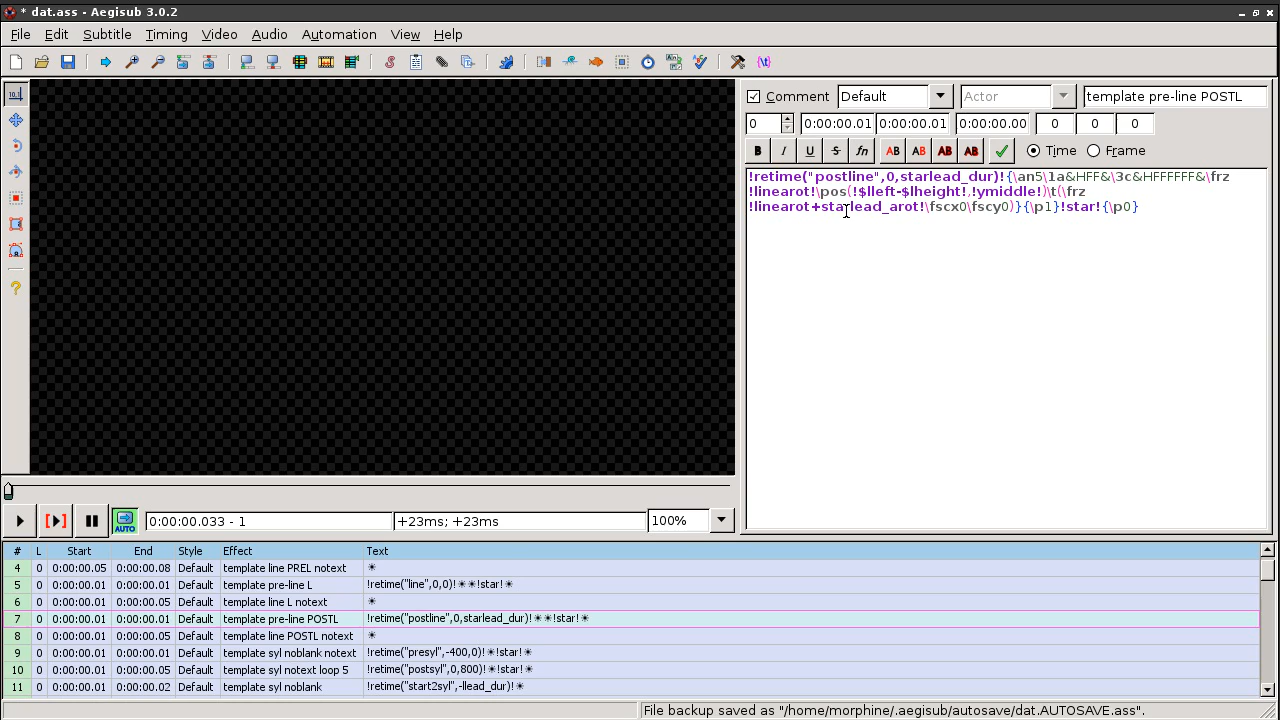 * dat.ass - Aegisub 3.0.2
File Edit Subtitle Timing Video Audio Automation View Help
Comment Default Actor template pre-line POSTL
0 0:00:00.01 0:00:00.01 0:00:00.00 0 0 0
B I U S fn AB AB AB AB Time Frame
!retime("postline",0,starlead_dur)!{\an5\1a&HFF&\3c&HFFFFFF&\frz
!linearot!\pos(!$lleft-$lheight!,!ymiddle!)\t(\frz
!linearot+starlead_arot!\fscx0\fscy0)}{\p1}!star!{\p0}
AUTO 0:00:00.033 - 1 +23ms; +23ms 100%
# L Start End Style Effect Text
4 0 0:00:00.05 0:00:00.08 Default template line PREL notext ☀
5 0 0:00:00.01 0:00:00.01 Default template pre-line L !retime("line",0,0)!☀☀!star!☀
6 0 0:00:00.01 0:00:00.05 Default template line L notext ☀
7 0 0:00:00.01 0:00:00.01 Default template pre-line POSTL !retime("postline",0,starlead_dur)!☀☀!star!☀
8 0 0:00:00.01 0:00:00.05 Default template line POSTL notext ☀
9 0 0:00:00.01 0:00:00.01 Default template syl noblank notext !retime("presyl",-400,0)!☀!star!☀
10 0 0:00:00.01 0:00:00.05 Default template syl notext loop 5 !retime("postsyl",0,800)!☀!star!☀
11 0 0:00:00.01 0:00:00.02 Default template syl noblank !retime("start2syl",-llead_dur)!☀
File backup saved as "/home/morphine/.aegisub/autosave/dat.AUTOSAVE.ass".